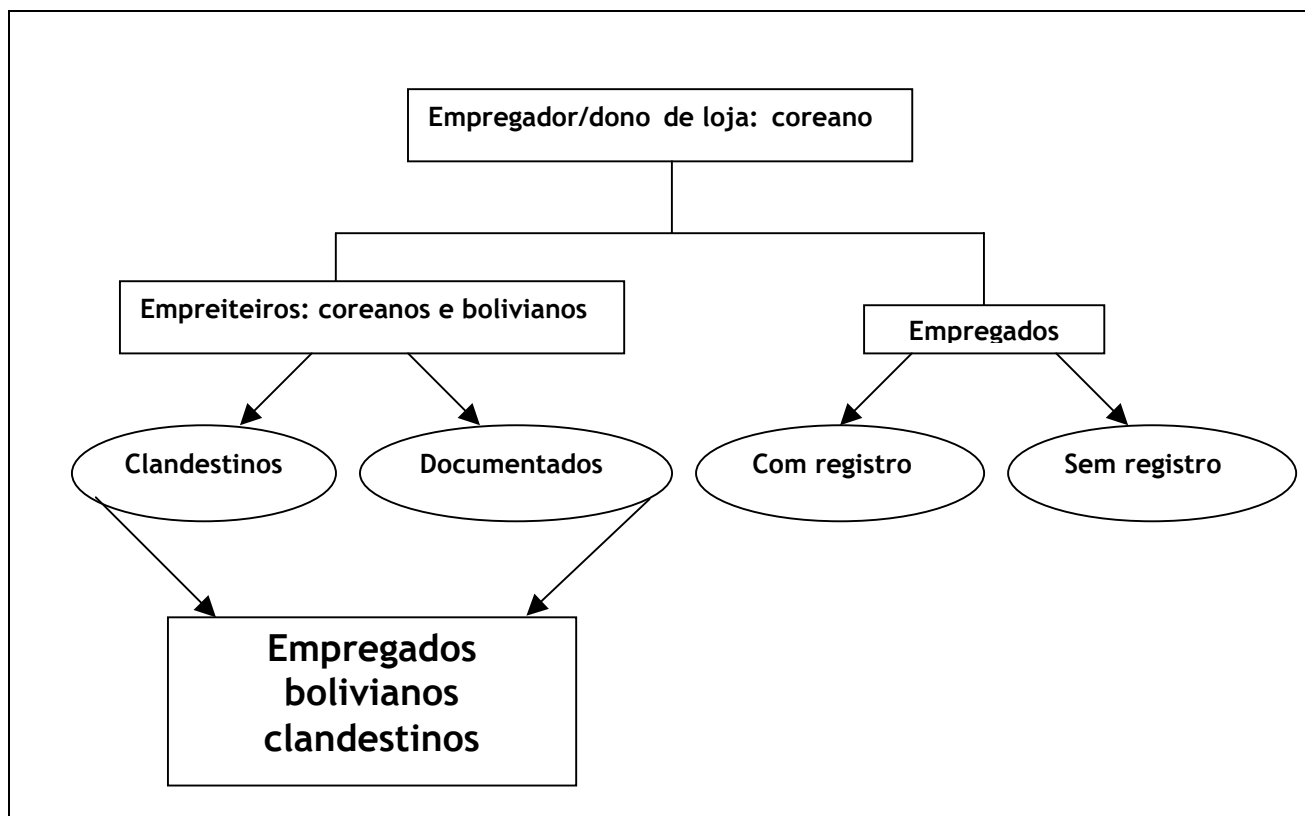 Empregador/dono de loja: coreano
Empreiteiros: coreanos e bolivianos
Empregados
Clandestinos
Documentados
Com registro
Sem registro
Empregados
bolivianos
clandestinos